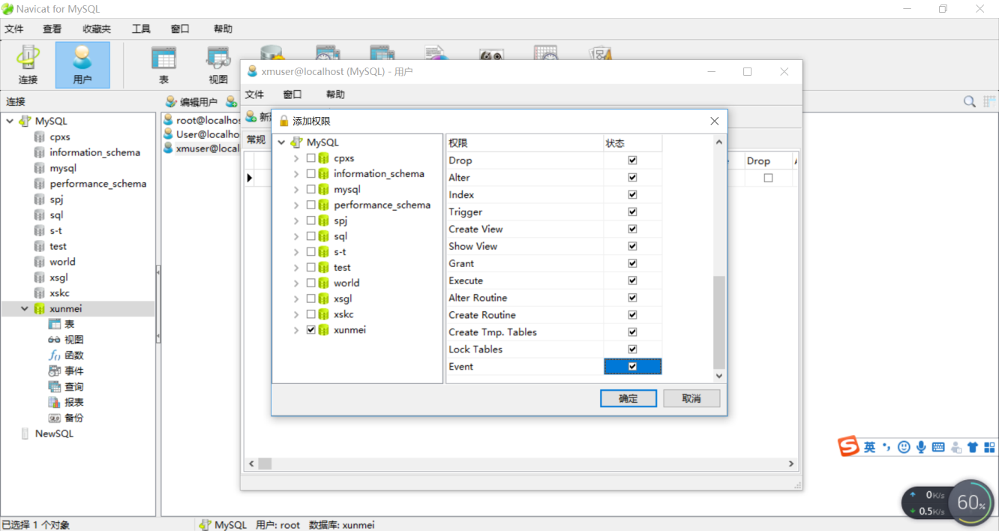 Navicat for MySQL
文件 查看 收藏夹 工具 窗口 帮助
连接 用户 表 视图
xmuser@localhost (MySQL) - 用户
文件 窗口 帮助
连接
编辑用户
MySQL
cpxs
information_schema
mysql
performance_schema
spj
sql
s-t
test
world
xsgl
xskc
xunmei
表
视图
函数
事件
查询
报表
备份
NewSQL
root@localhos
User@localho
xmuser@local
常规
Drop
添加权限
MySQL
cpxs
information_schema
mysql
performance_schema
spj
sql
s-t
test
world
xsgl
xskc
xunmei
权限 状态
Drop
Alter
Index
Trigger
Create View
Show View
Grant
Execute
Alter Routine
Create Routine
Create Tmp. Tables
Lock Tables
Event
确定 取消
英
0K/s
0.5K/s
60%
已选择 1 个对象 MySQL 用户: root 数据库: xunmei